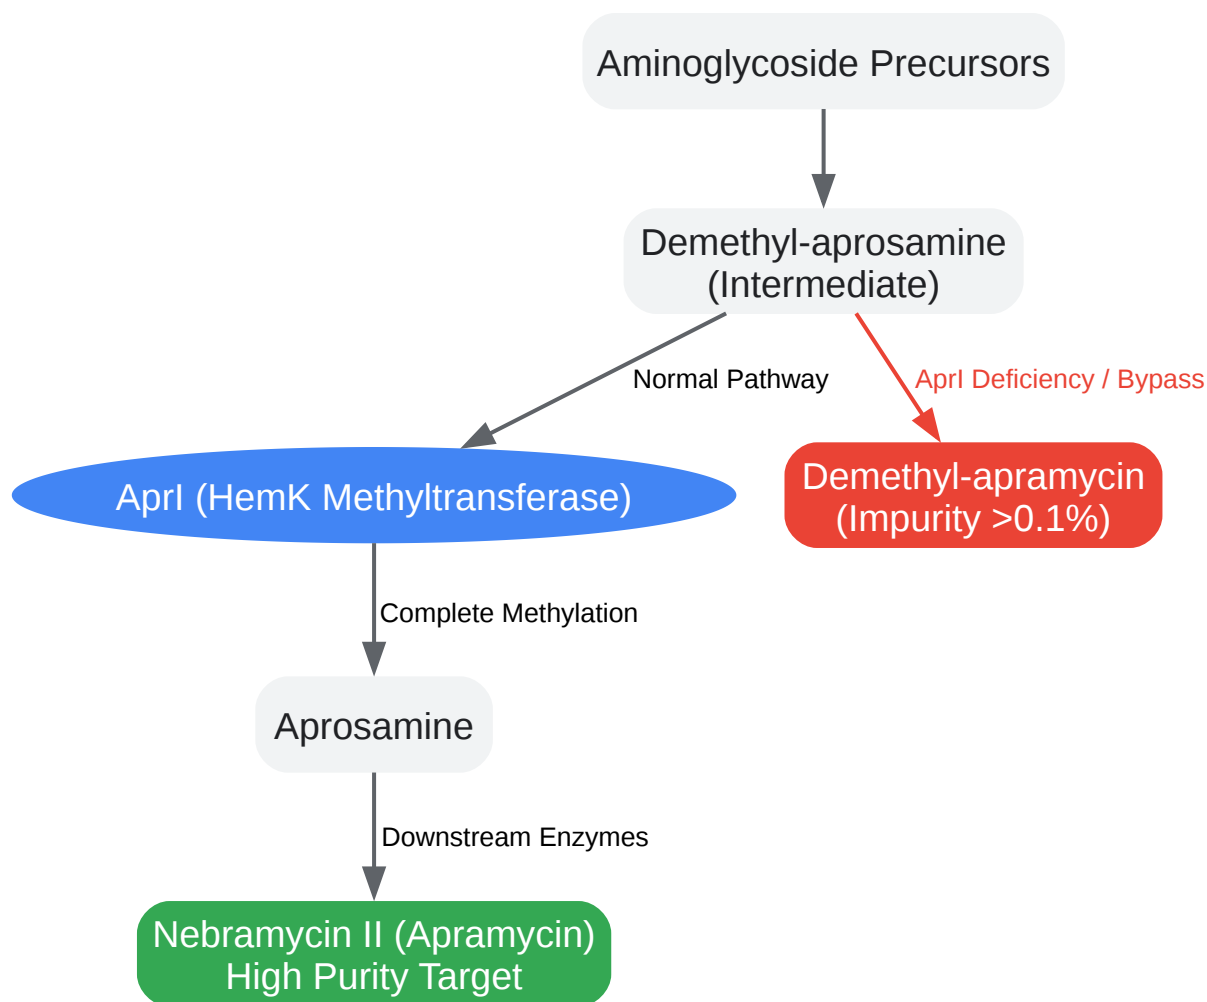 Aminoglycoside Precursors
Demethyl-aprosamine
(Intermediate)
Normal Pathway
AprI Deficiency / Bypass
AprI (HemK Methyltransferase)
Demethyl-apramycin
(Impurity >0.1%)
Complete Methylation
Aprosamine
Downstream Enzymes
Nebramycin II (Apramycin)
High Purity Target